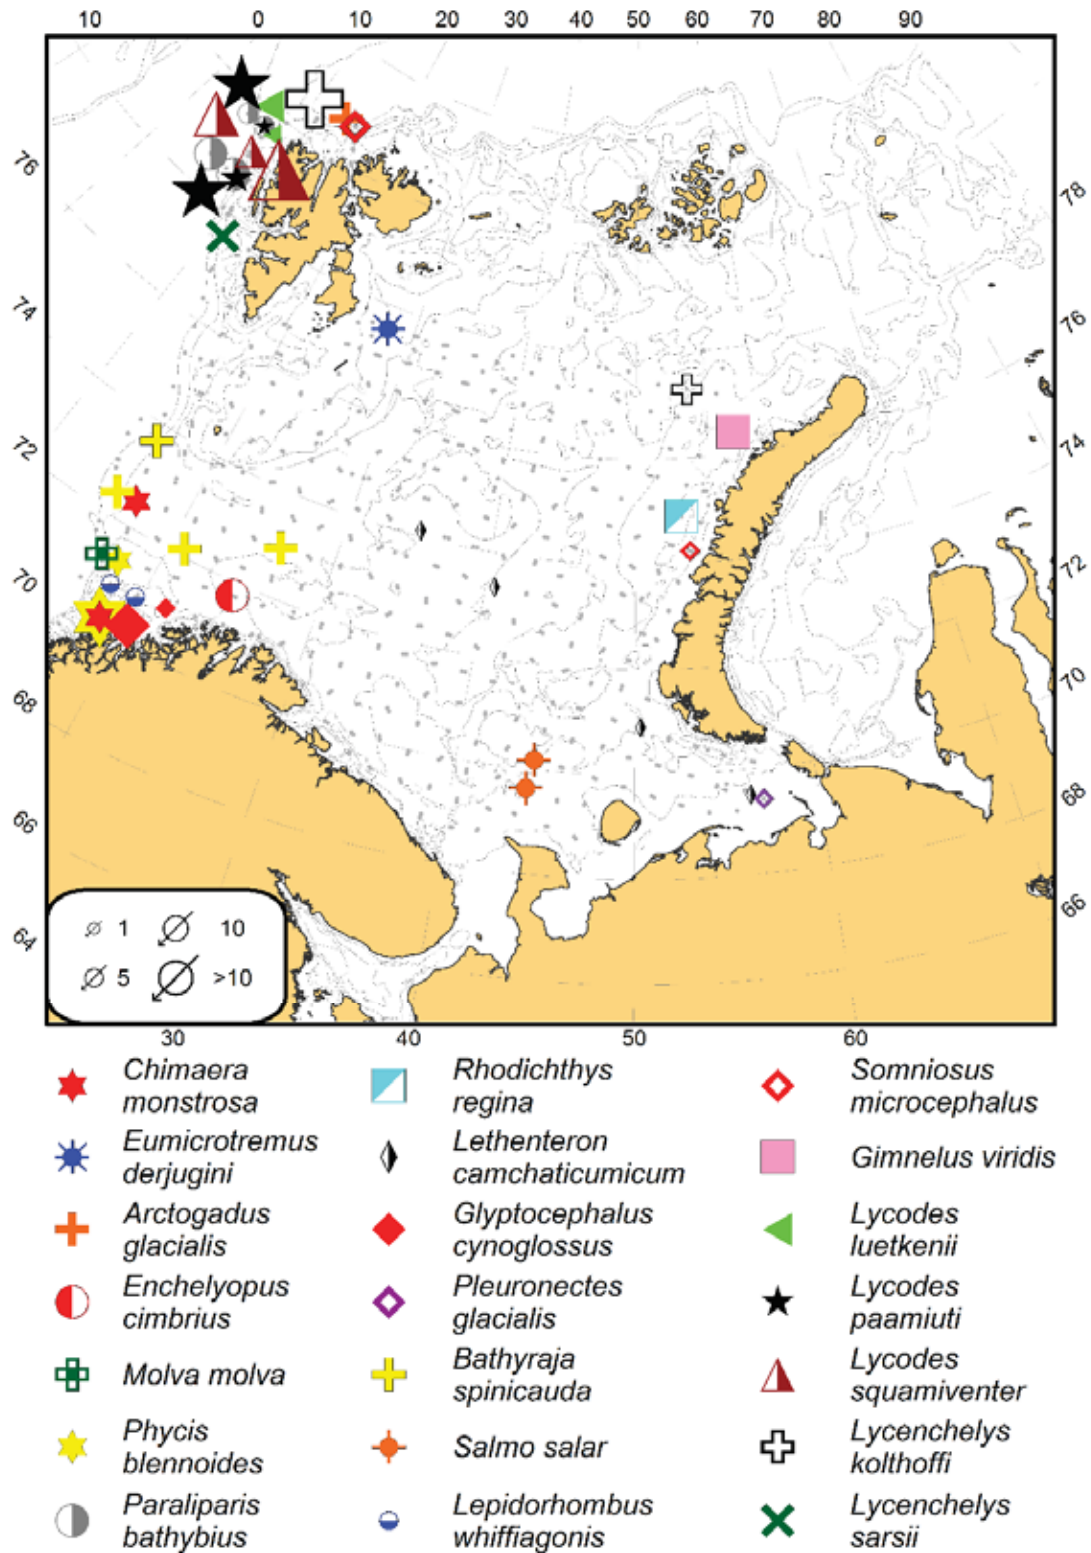 10 0 10 20 30 40 50 60 70 80 90
76
74
72
70
68
66
64
78
76
74
72
70
68
66
1 10
5 >10
30 40 50 60
Chimaera
monstrosa
Rhodichthys
regina
Somniosus
microcephalus
Eumicrotremus
derjugini
Lethenteron
camchaticumicum
Gimnelus viridis
Arctogadus
glacialis
Glyptocephalus
cynoglossus
Lycodes
luetkenii
Enchelyopus
cimbrius
Pleuronectes
glacialis
Lycodes
paamiuti
Molva molva
Bathyraja
spinicauda
Lycodes
squamiventer
Phycis
blennoides
Salmo salar
Lycenchelys
kolthoffi
Paraliparis
bathybius
Lepidorhombus
whiffiagonis
Lycenchelys
sarsii